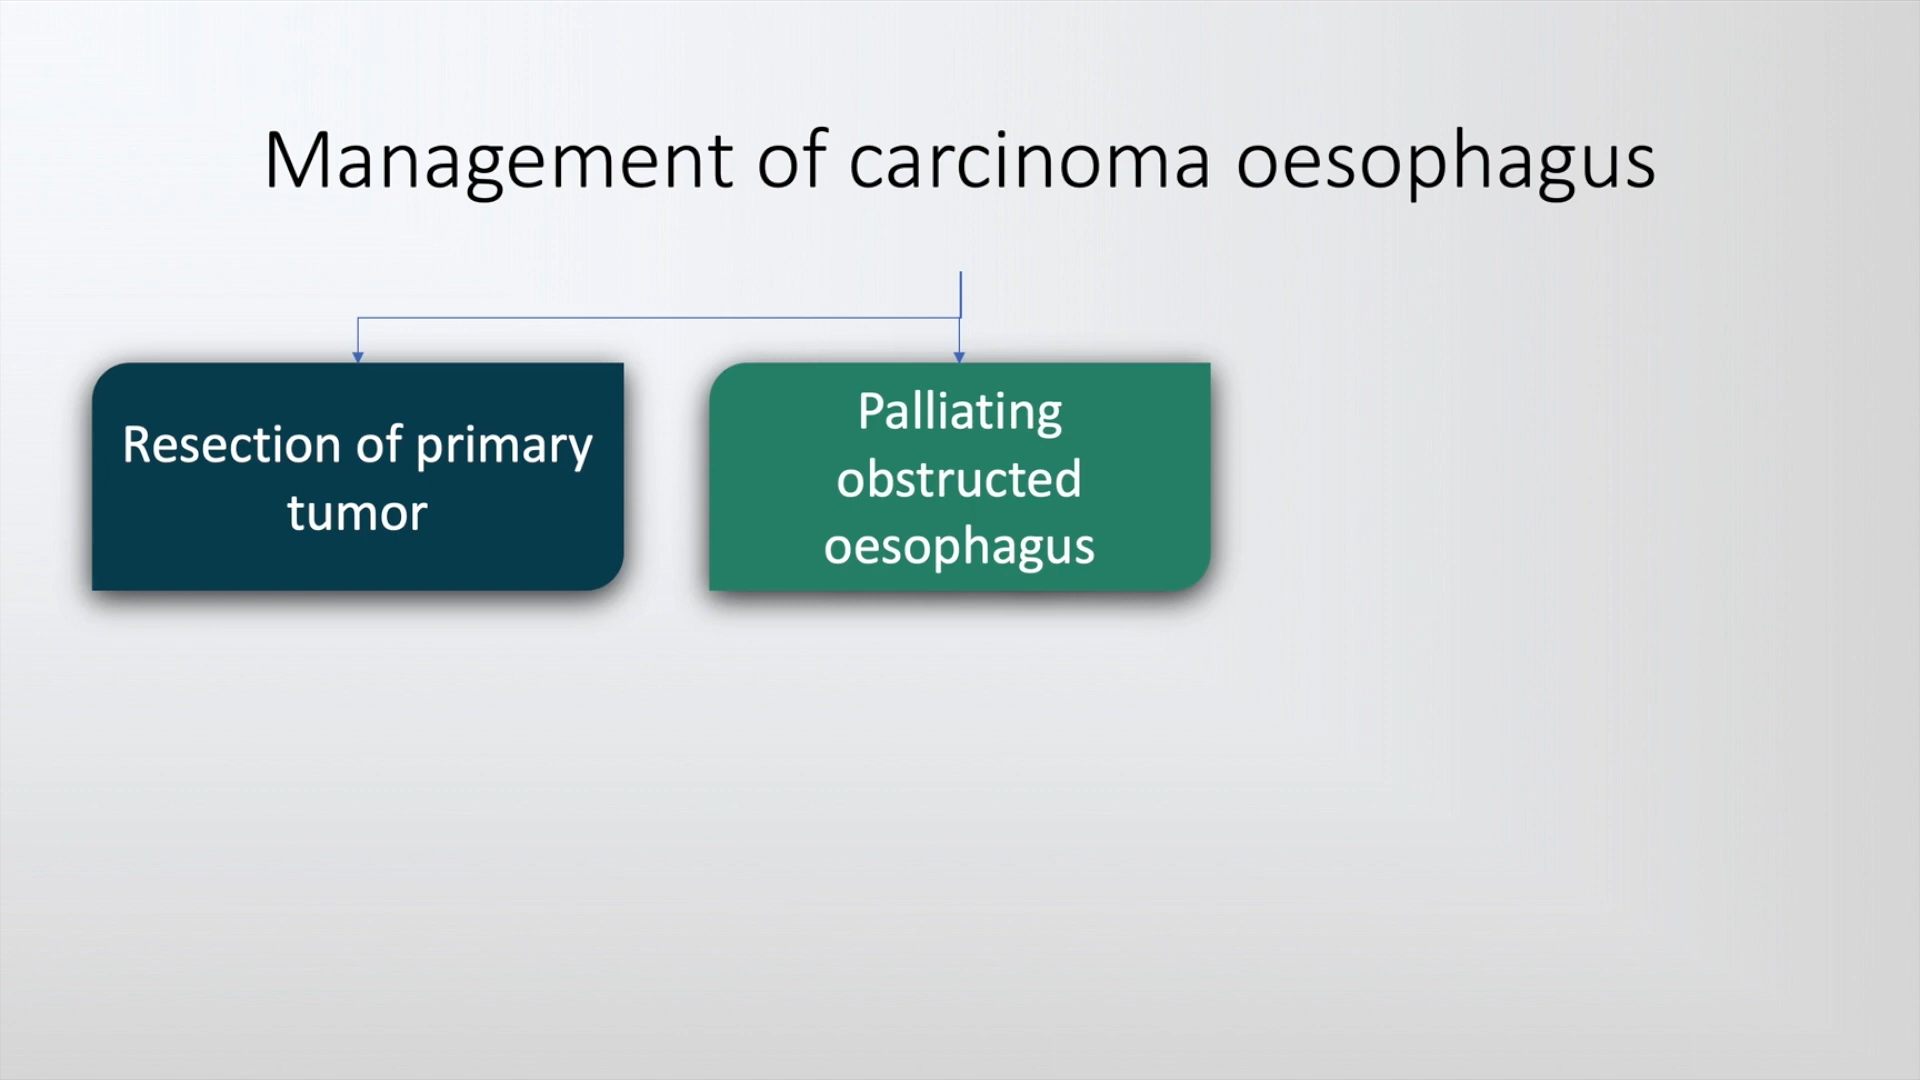 Management of carcinoma oesophagus
Resection of primary
tumor
Palliating
obstructed
oesophagus